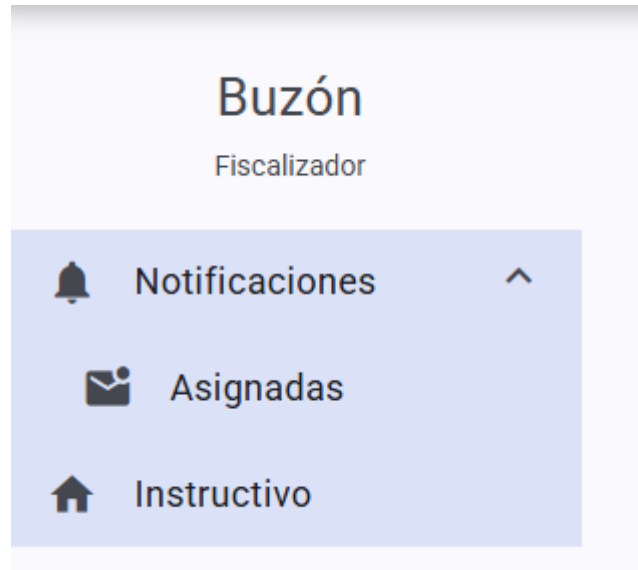 Buzón
Fiscalizador
Notificaciones
Asignadas
Instructivo